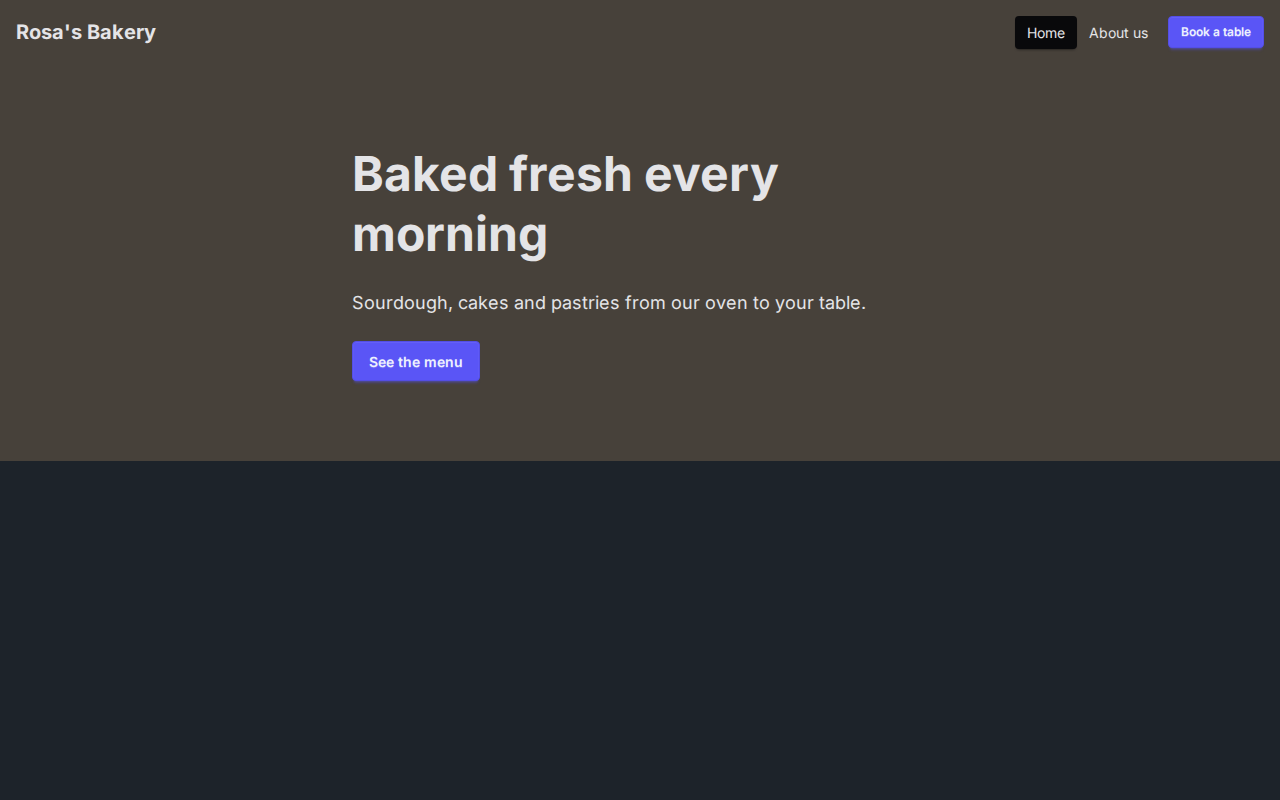 Rosa's Bakery
Home
About us
Book a table
Baked fresh every
morning
Sourdough, cakes and pastries from our oven to your table.
See the menu